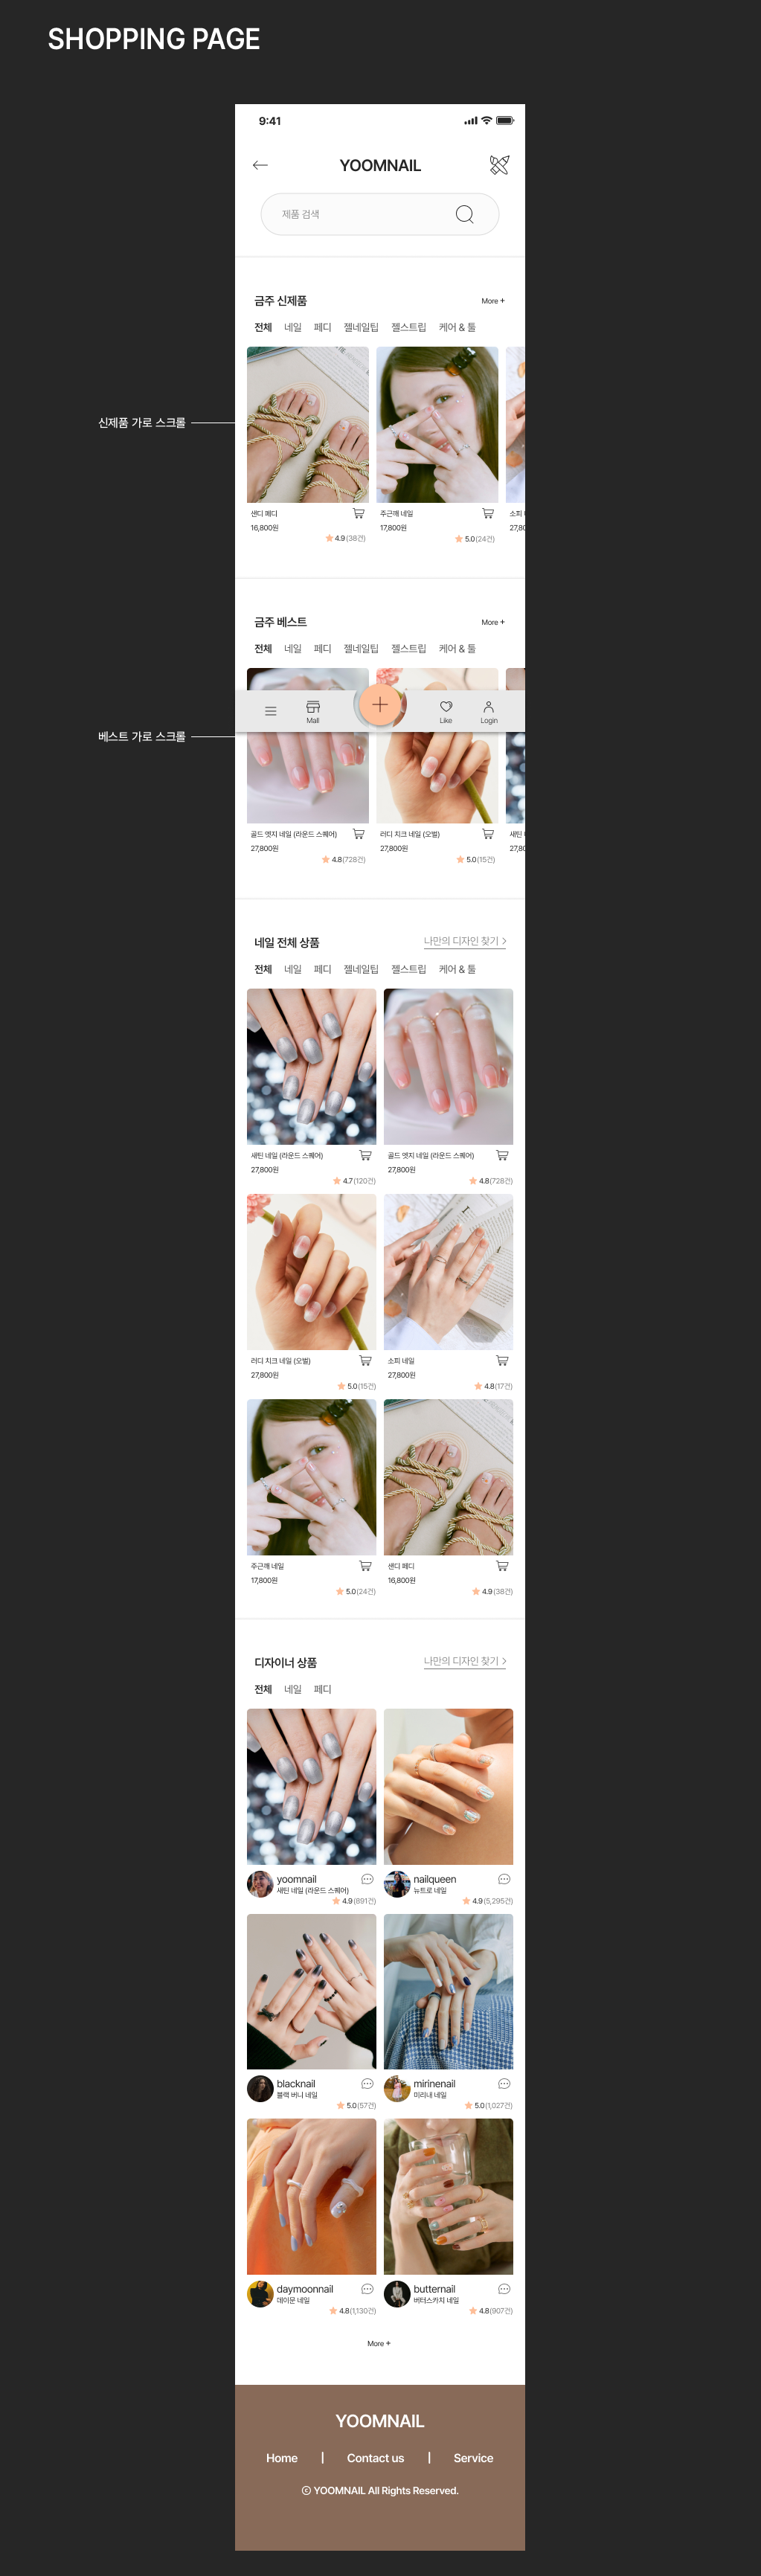 SHOPPING PAGE
9:41
YOOMNAIL
제품 검색
금주 신제품
More +
전체 네일 페디 젤네일팁 젤스트립 케어 & 툴
신제품 가로 스크롤
샌디 페디
16,800원
4.9(38건)
주근깨 네일
17,800원
5.0(24건)
소피
27,80
금주 베스트
More +
전체 네일 페디 젤네일팁 젤스트립 케어 & 툴
Mall
Like
Login
베스트 가로 스크롤
골드 엣지 네일 (라운드 스퀘어)
27,800원
4.8(728건)
러디 치크 네일 (오벌)
27,800원
5.0(15건)
새틴
27,80
네일 전체 상품
나만의 디자인 찾기
전체 네일 페디 젤네일팁 젤스트립 케어 & 툴
새틴 네일 (라운드 스퀘어)
27,800원
4.7(120건)
골드 엣지 네일 (라운드 스퀘어)
27,800원
4.8(728건)
러디 치크 네일 (오벌)
27,800원
5.0(15건)
소피 네일
27,800원
4.8(17건)
주근깨 네일
17,800원
5.0(24건)
샌디 페디
16,800원
4.9(38건)
디자이너 상품
나만의 디자인 찾기
전체 네일 페디
yoomnail
새틴 네일 (라운드 스퀘어)
4.9(891건)
nailqueen
뉴트로 네일
4.9(5,295건)
blacknail
블랙 버니 네일
5.0(57건)
mirinenail
미리내 네일
5.0(1,027건)
daymoonnail
데이문 네일
4.8(1,130건)
butternail
버터스카치 네일
4.8(907건)
More +
YOOMNAIL
Home | Contact us | Service
© YOOMNAIL All Rights Reserved.